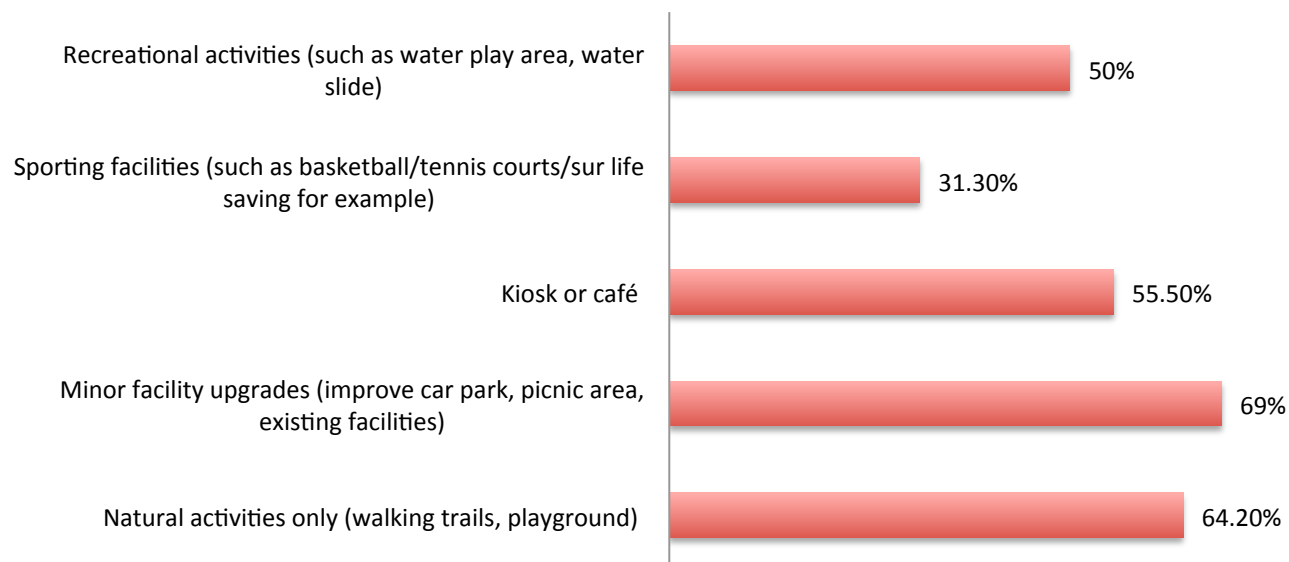 Recreational activities (such as water play area, water
slide)
50%
Sporting facilities (such as basketball/tennis courts/sur life
saving for example)
31.30%
Kiosk or café
55.50%
Minor facility upgrades (improve car park, picnic area,
existing facilities)
69%
Natural activities only (walking trails, playground)
64.20%